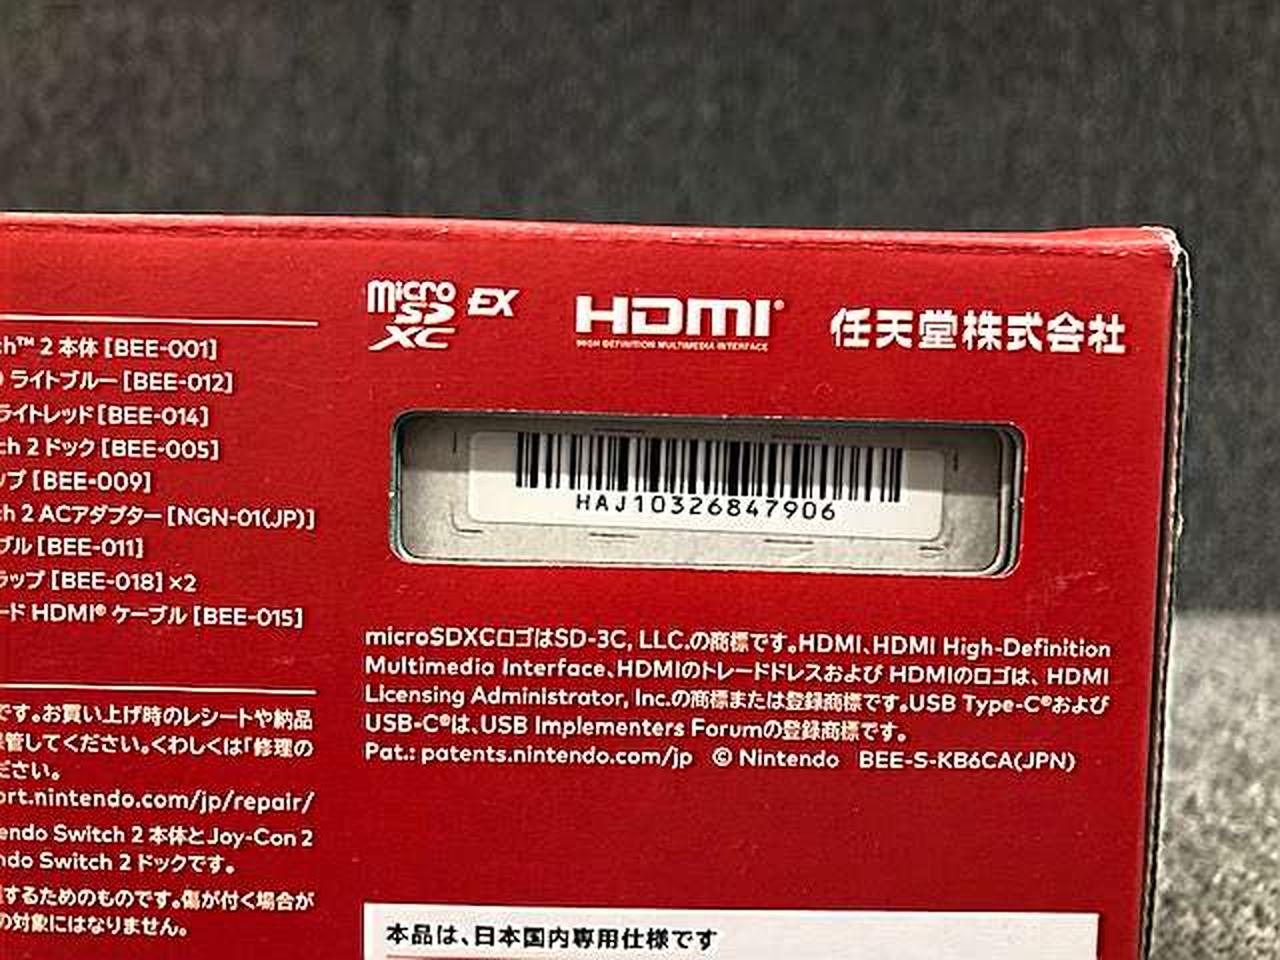 micro SD XC EX HDMI 任天堂株式会社
HIGH DEFINITION MULTIMEDIA INTERFACE
ch™ 2 本体 [BEE-001]
ライトブルー [BEE-012]
ライトレッド [BEE-014]
ch 2 ドック [BEE-005]
ップ [BEE-009]
ch 2 ACアダプター [NGN-01(JP)]
ブル [BEE-011]
ラップ [BEE-018] ×2
ード HDMI® ケーブル [BEE-015]
です。お買い上げ時のレシートや納品
管してください。くわしくは「修理の
ださい。
ort.nintendo.com/jp/repair/
endo Switch 2 本体とJoy-Con 2
ndo Switch 2 ドックです。
するためのものです。傷が付く場合が
の対象にはなりません。
HAJ10326847906
microSDXCロゴはSD-3C, LLC.の商標です。HDMI、HDMI High-Definition
Multimedia Interface、HDMIのトレードドレスおよび HDMIのロゴは、HDMI
Licensing Administrator, Inc.の商標または登録商標です。USB Type-C®および
USB-C®は、USB Implementers Forumの登録商標です。
Pat.: patents.nintendo.com/jp © Nintendo BEE-S-KB6CA(JPN)
本品は、日本国内専用仕様です